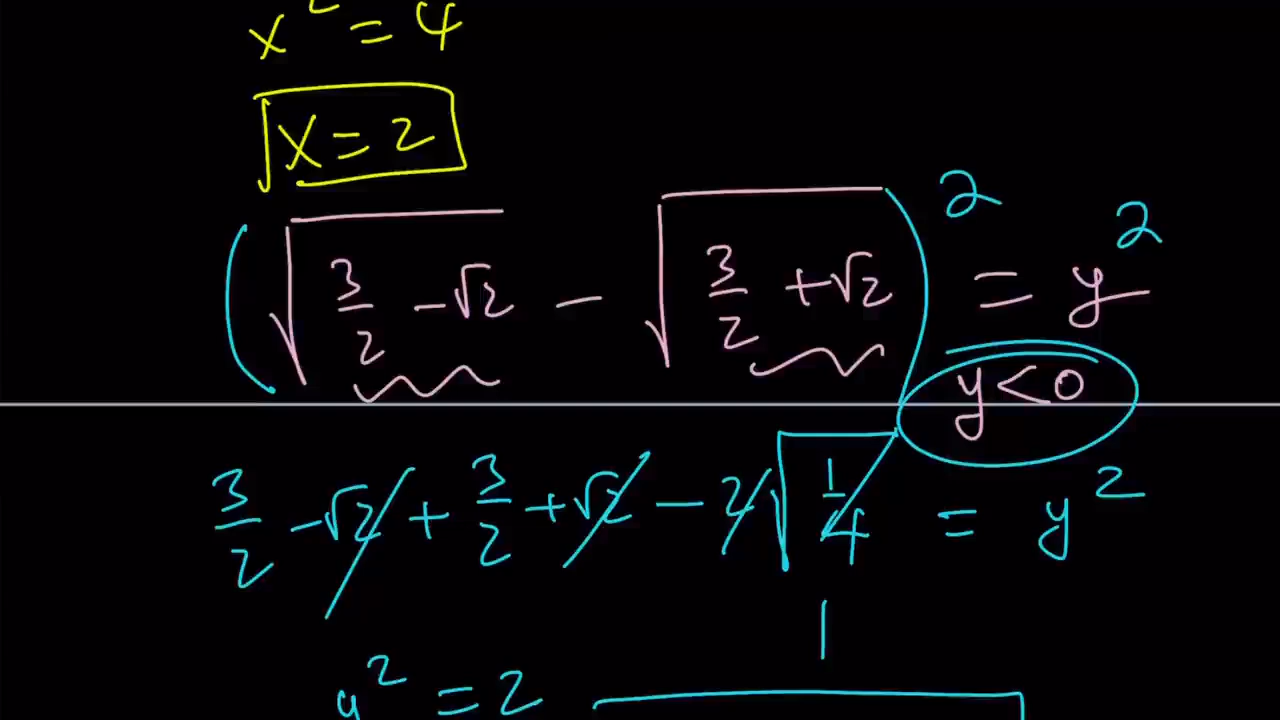 x² = 4
x = 2
(√(3/2 - √2) - √(3/2 + √2))² = y²
y < 0
3/2 - √2 + 3/2 + √2 - 2√(1/4) = y²
1
y² = 2